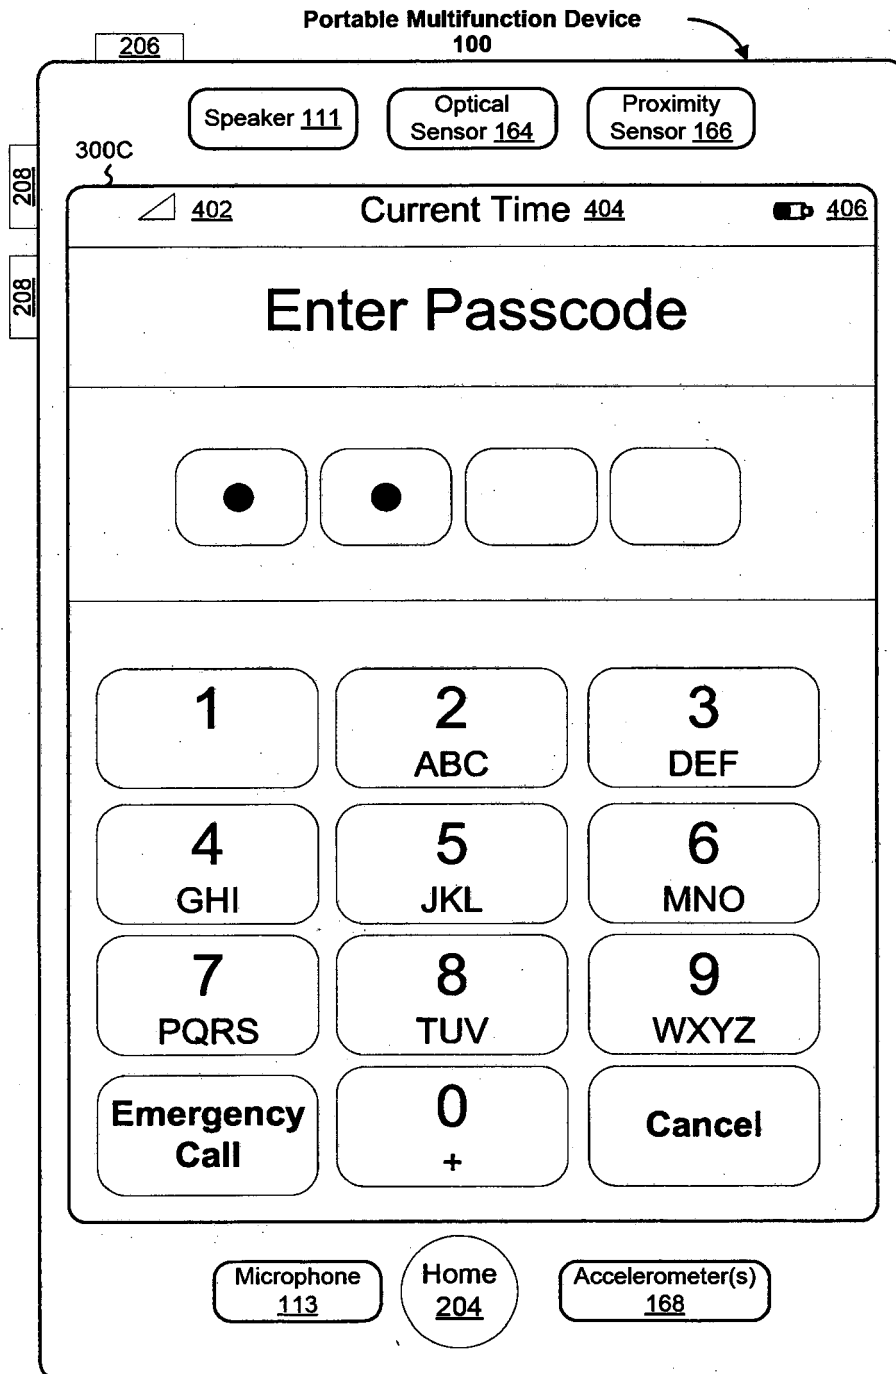 Portable Multifunction Device
100
206
Speaker 111
Optical
Sensor 164
Proximity
Sensor 166
300C
208
208
402
Current Time 404
406
Enter Passcode
1
2
ABC
3
DEF
4
GHI
5
JKL
6
MNO
7
PQRS
8
TUV
9
WXYZ
Emergency
Call
0
+
Cancel
Microphone
113
Home
204
Accelerometer(s)
168